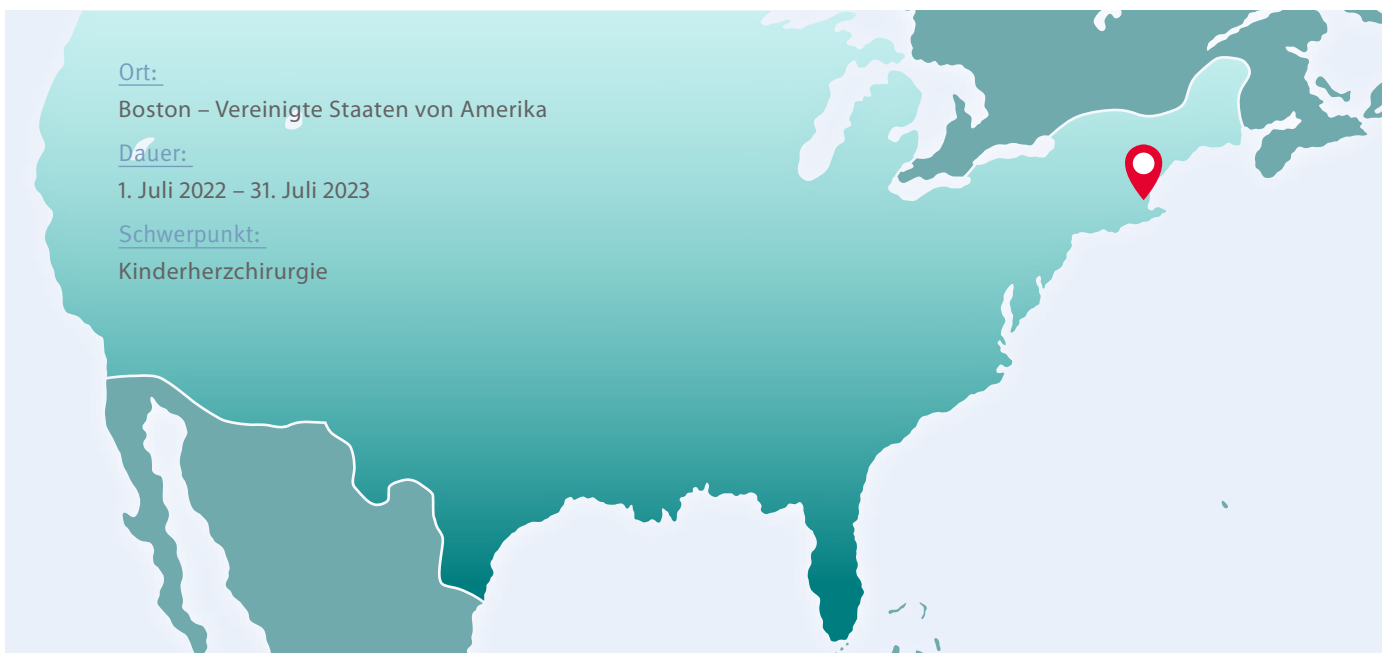 Ort:
Boston – Vereinigte Staaten von Amerika
Dauer:
1. Juli 2022 – 31. Juli 2023
Schwerpunkt:
Kinderherzchirurgie